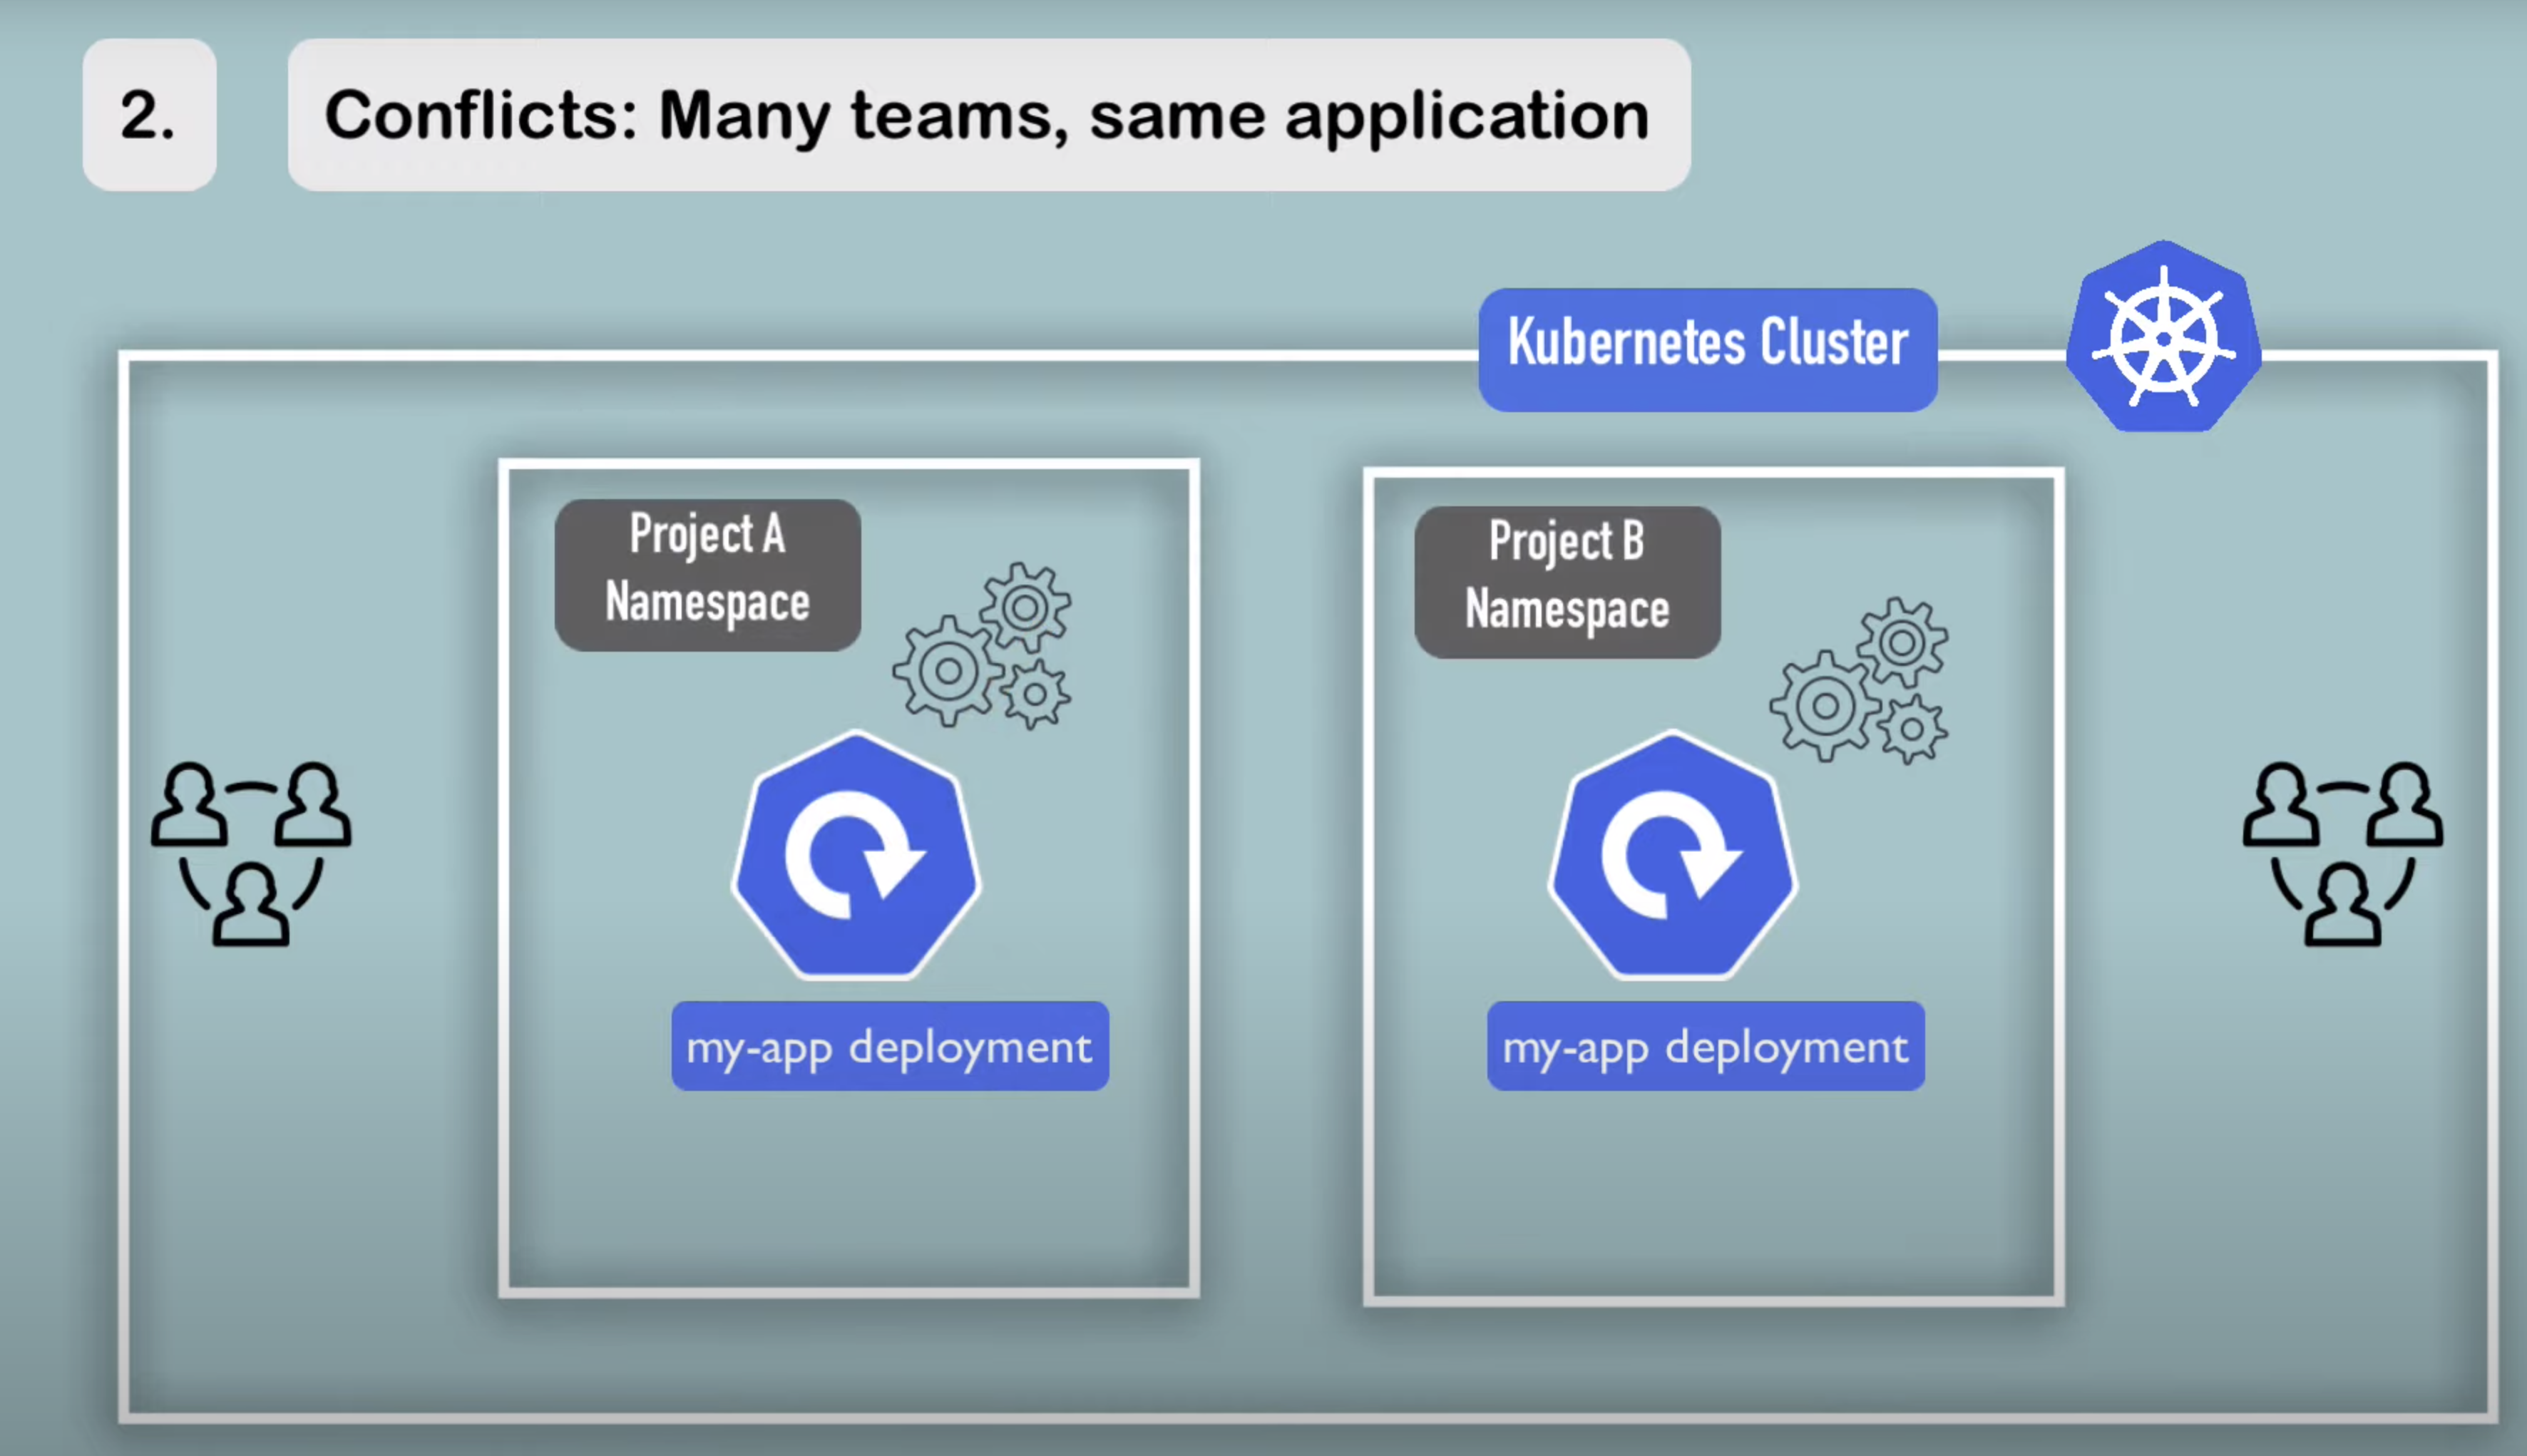 2.
Conflicts: Many teams, same application
Kubernetes Cluster
Project A
Namespace
my-app deployment
Project B
Namespace
my-app deployment